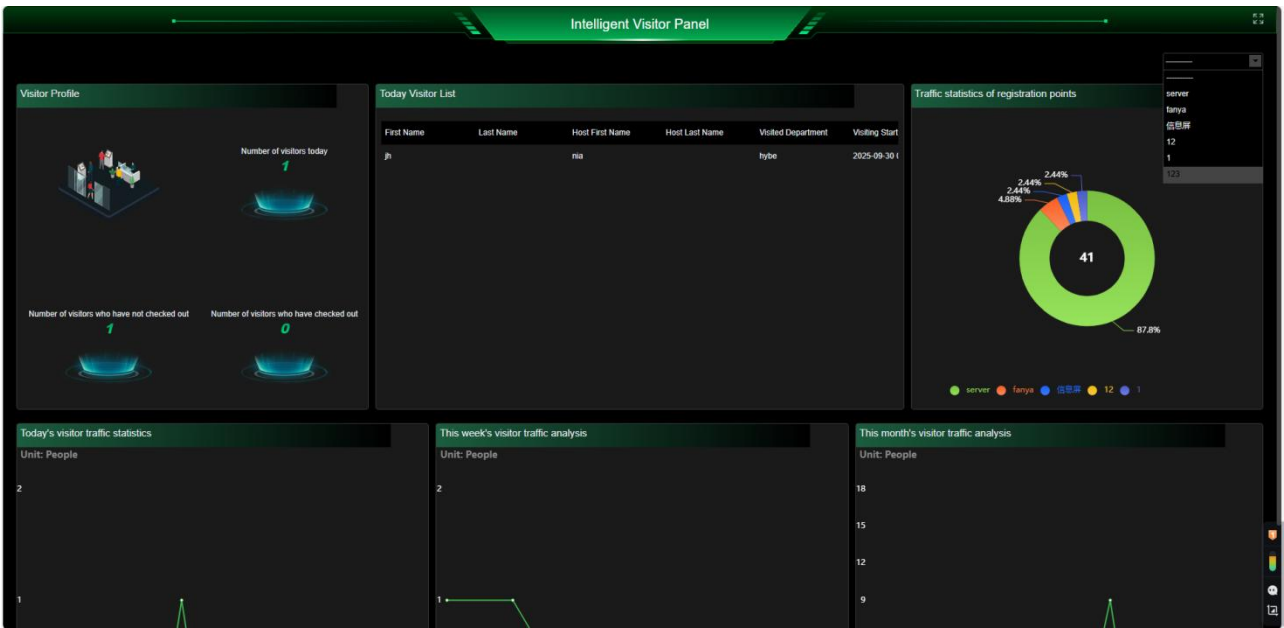 Intelligent Visitor Panel
Visitor Profile
Number of visitors today
1
Number of visitors who have not checked out
1
Number of visitors who have checked out
0
Today Visitor List
First Name Last Name Host First Name Host Last Name Visited Department Visiting Start
jh nia hybe 2025-09-30 (
Traffic statistics of registration points
————
————
server
fanya
信息屏
12
1
123
2.44%
2.44%
2.44%
4.88%
41
87.8%
server fanya 信息屏 12 1
Today's visitor traffic statistics
Unit: People
2
1
This week's visitor traffic analysis
Unit: People
2
1
This month's visitor traffic analysis
Unit: People
18
15
12
9